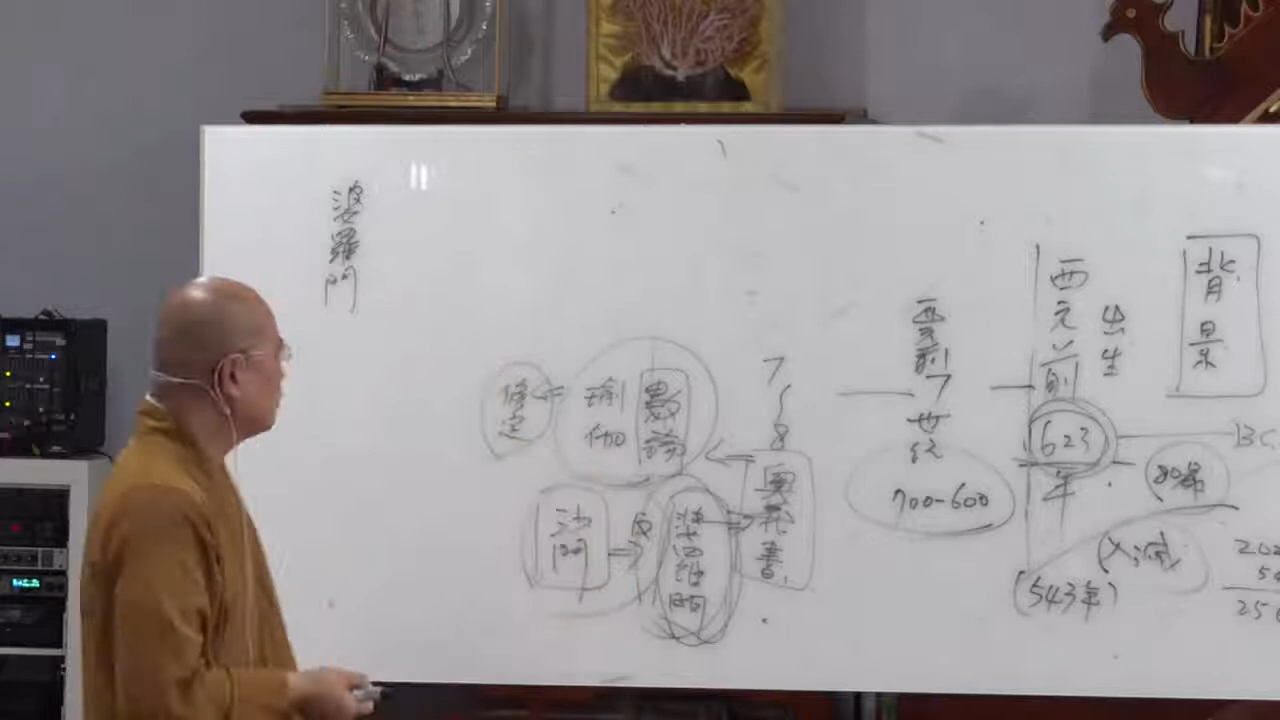 背景
出生
西元前
623
年
BC
80歲
入滅
(543年)
西元前7世紀
700-600
7~8
奧義書
數論
瑜伽
修定
婆羅門
反
沙門
婆羅門